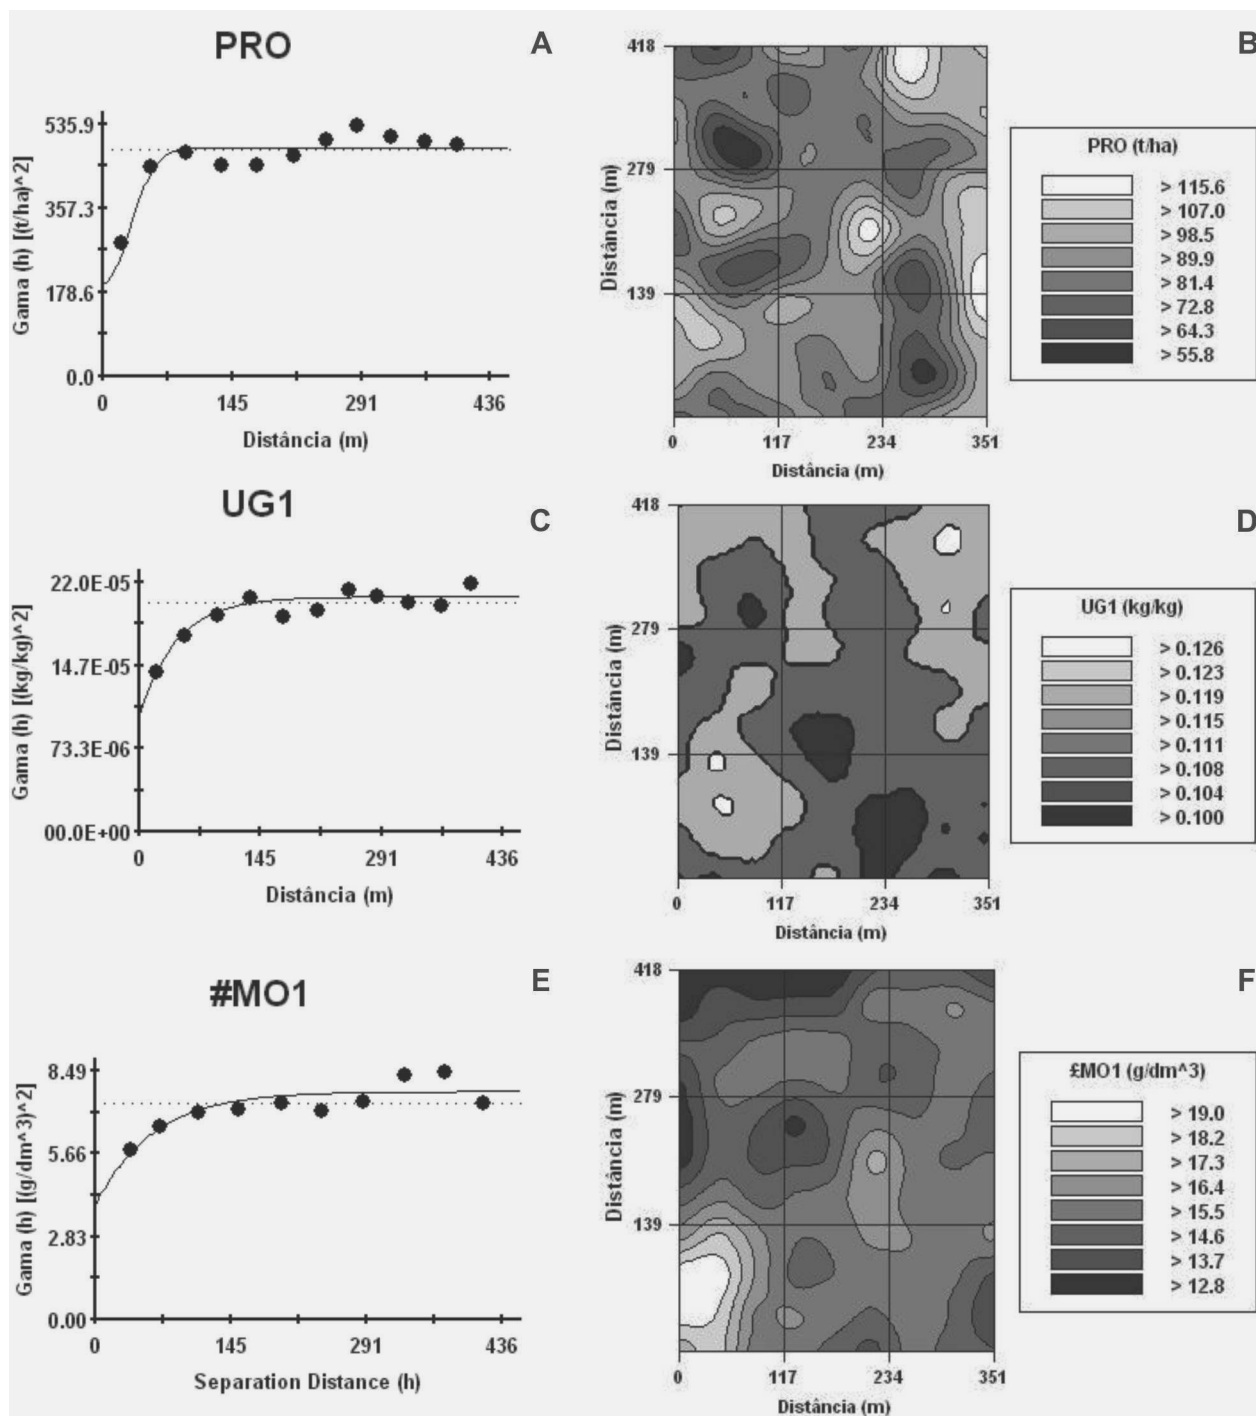 PRO
A
Gama (h) [(t/ha)^2]
535.9
357.3
178.6
0.0
0 145 291 436
Distância (m)
B
Distância (m)
418
279
139
0 117 234 351
Distância (m)
PRO (t/ha)
> 115.6
> 107.0
> 98.5
> 89.9
> 81.4
> 72.8
> 64.3
> 55.8
UG1
C
Gama (h) [(kg/kg)^2]
22.0E-05
14.7E-05
73.3E-06
00.0E+00
0 145 291 436
Distância (m)
D
Distância (m)
418
279
139
0 117 234 351
Distância (m)
UG1 (kg/kg)
> 0.126
> 0.123
> 0.119
> 0.115
> 0.111
> 0.108
> 0.104
> 0.100
#MO1
E
Gama (h) [(g/dm^3)^2]
8.49
5.66
2.83
0.00
0 145 291 436
Separation Distance (h)
F
Distância (m)
418
279
139
0 117 234 351
Distância (m)
£MO1 (g/dm^3)
> 19.0
> 18.2
> 17.3
> 16.4
> 15.5
> 14.6
> 13.7
> 12.8